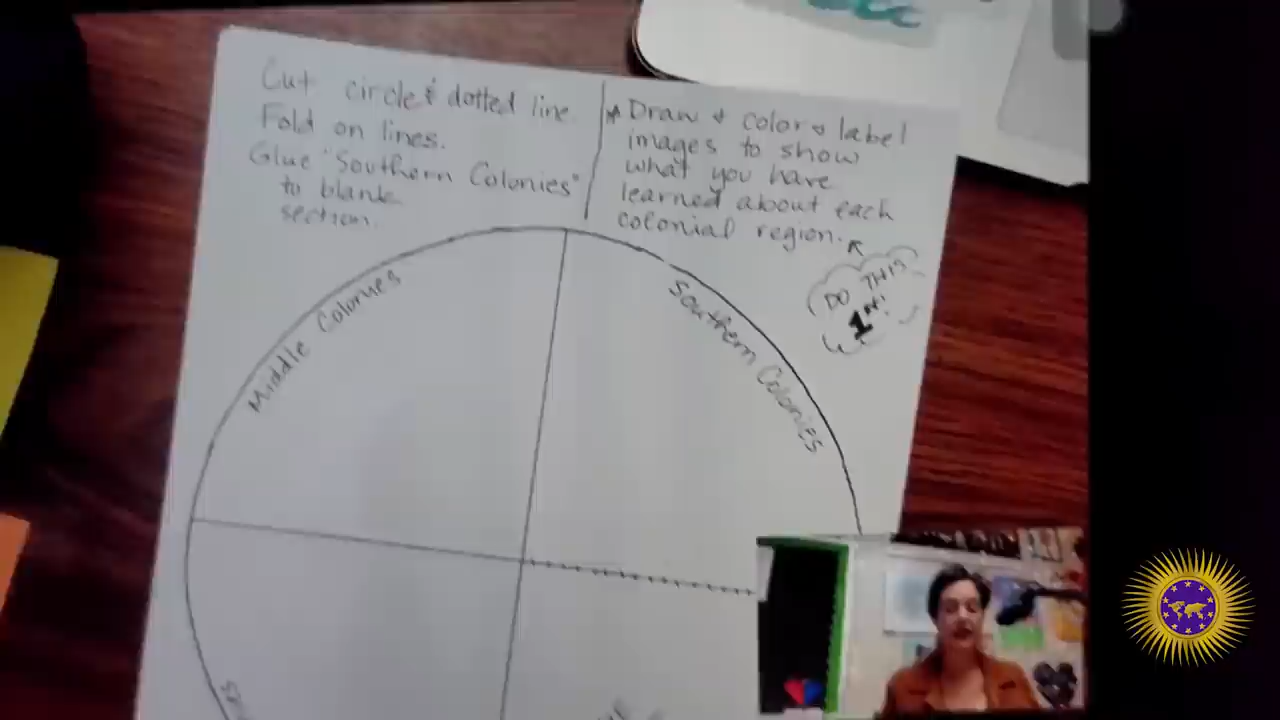 Cut circle & dotted line.
Fold on lines.
Glue "Southern Colonies"
to blank
section.
* Draw & color & label
images to show
what you have
learned about each
colonial region.
DO THIS
1st!
Middle Colonies
Southern Colonies